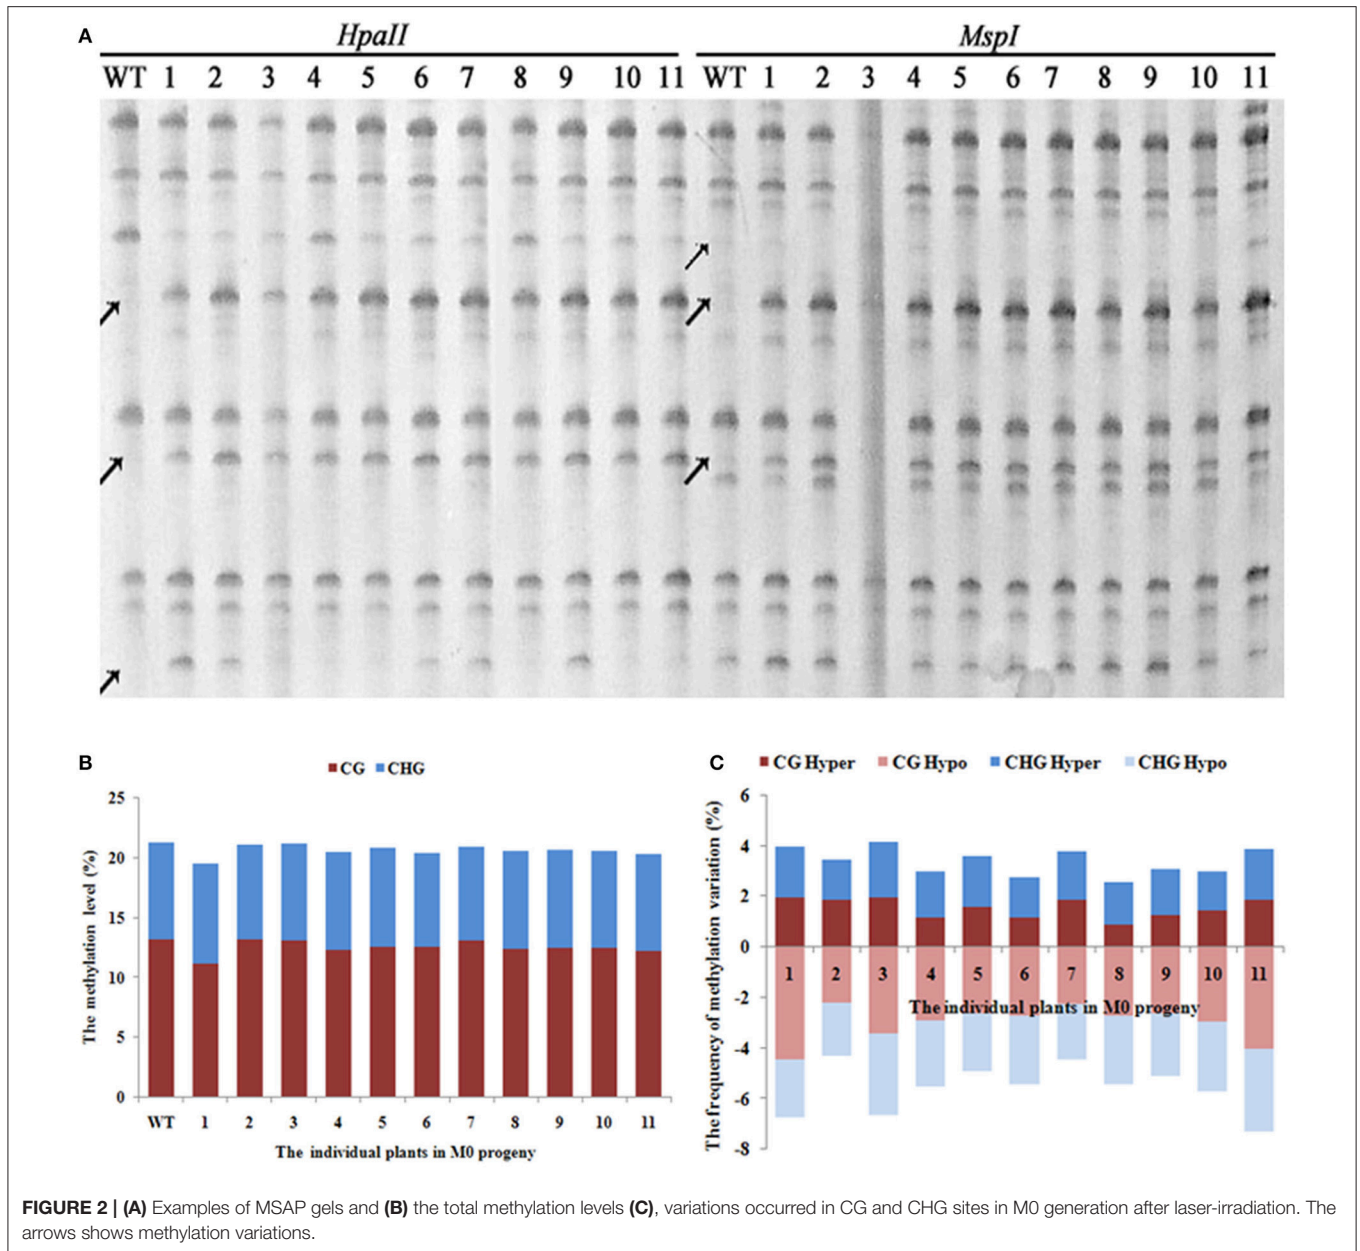 A
HpaII MspI
WT 1 2 3 4 5 6 7 8 9 10 11 WT 1 2 3 4 5 6 7 8 9 10 11
B
CG CHG
25
20
15
10
5
0
The methylation level (%)
WT 1 2 3 4 5 6 7 8 9 10 11
The individual plants in M0 progeny
C
CG Hyper CG Hypo CHG Hyper CHG Hypo
6
4
2
0
-2
-4
-6
-8
The frequency of methylation variation (%)
1 2 3 4 5 6 7 8 9 10 11
The individual plants in M0 progeny
FIGURE 2 | (A) Examples of MSAP gels and (B) the total methylation levels (C), variations occurred in CG and CHG sites in M0 generation after laser-irradiation. The
arrows shows methylation variations.